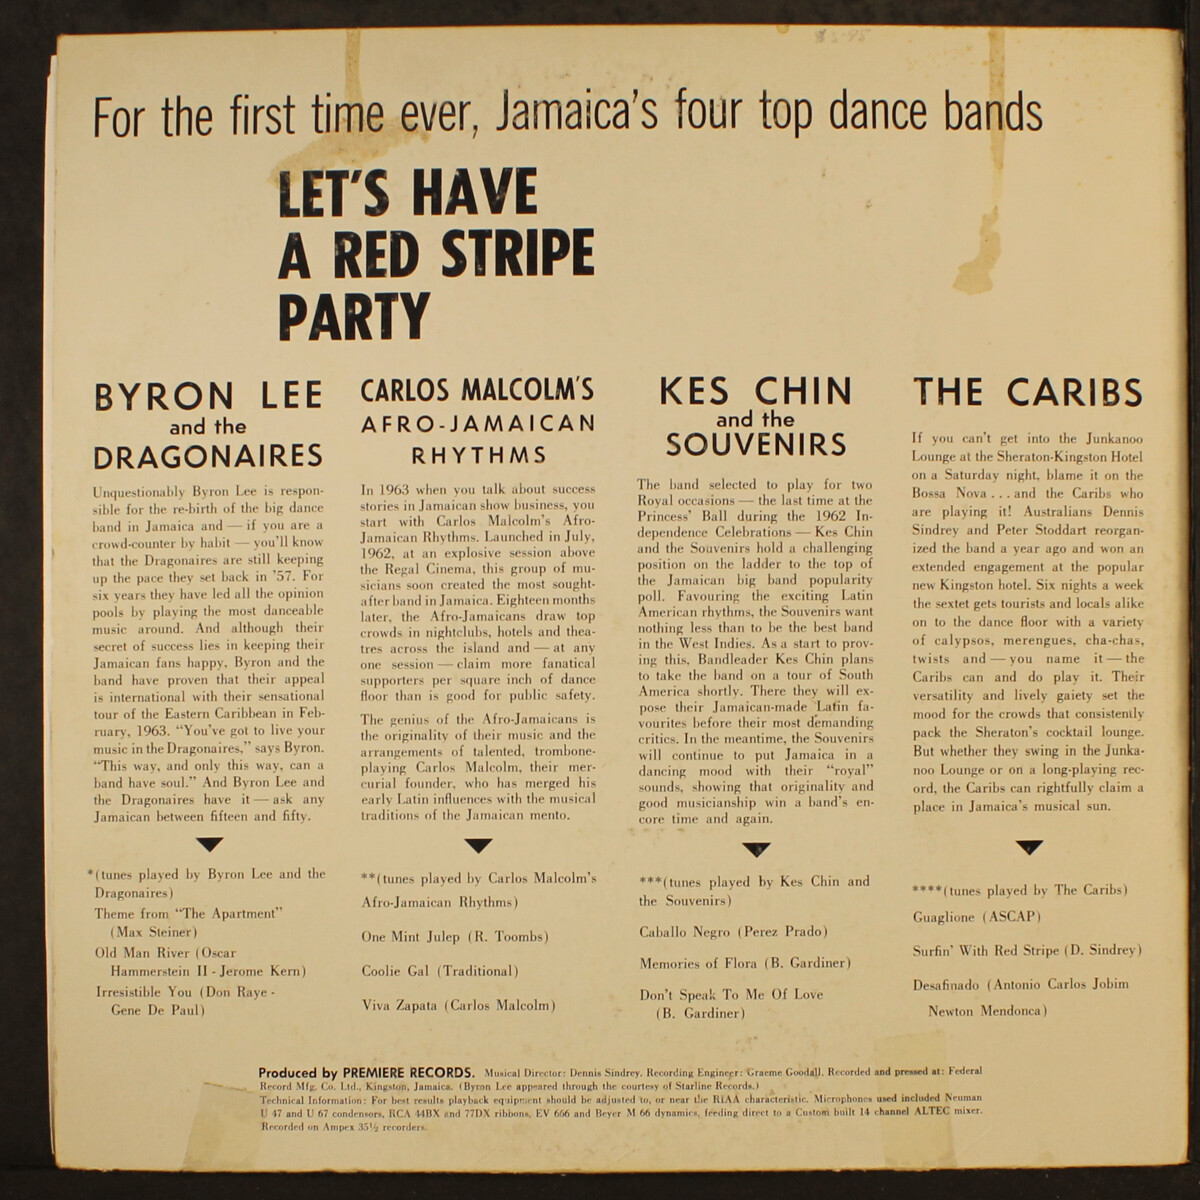 For the first time ever, Jamaica's four top dance bands
LET'S HAVE
A RED STRIPE
PARTY
BYRON LEE
and the
DRAGONAIRES
Unquestionably Byron Lee is respon-
sible for the re-birth of the big dance
band in Jamaica and — if you are a
crowd-counter by habit — you'll know
that the Dragonaires are still keeping
up the pace they set back in '57. For
six years they have led all the opinion
pools by playing the most danceable
music around. And although their
secret of success lies in keeping their
Jamaican fans happy, Byron and the
band have proven that their appeal
is international with their sensational
tour of the Eastern Caribbean in Feb-
ruary, 1963. "You've got to live your
music in the Dragonaires," says Byron.
"This way, and only this way, can a
band have soul." And Byron Lee and
the Dragonaires have it — ask any
Jamaican between fifteen and fifty.
*(tunes played by Byron Lee and the
Dragonaires)
Theme from "The Apartment"
(Max Steiner)
Old Man River (Oscar
Hammerstein II - Jerome Kern)
Irresistible You (Don Raye -
Gene De Paul)
CARLOS MALCOLM'S
AFRO-JAMAICAN
RHYTHMS
In 1963 when you talk about success
stories in Jamaican show business, you
start with Carlos Malcolm's Afro-
Jamaican Rhythms. Launched in July,
1962, at an explosive session above
the Regal Cinema, this group of mu-
sicians soon created the most sought-
after band in Jamaica. Eighteen months
later, the Afro-Jamaicans draw top
crowds in nightclubs, hotels and thea-
tres across the island and — at any
one session — claim more fanatical
supporters per square inch of dance
floor than is good for public safety.
The genius of the Afro-Jamaicans is
the originality of their music and the
arrangements of talented, trombone-
playing Carlos Malcolm, their mer-
curial founder, who has merged his
early Latin influences with the musical
traditions of the Jamaican mento.
**(tunes played by Carlos Malcolm's
Afro-Jamaican Rhythms)
One Mint Julep (R. Toombs)
Coolie Gal (Traditional)
Viva Zapata (Carlos Malcolm)
KES CHIN
and the
SOUVENIRS
The band selected to play for two
Royal occasions — the last time at the
Princess' Ball during the 1962 In-
dependence Celebrations — Kes Chin
and the Souvenirs hold a challenging
position on the ladder to the top of
the Jamaican big band popularity
poll. Favouring the exciting Latin
American rhythms, the Souvenirs want
nothing less than to be the best band
in the West Indies. As a start to prov-
ing this, Bandleader Kes Chin plans
to take the band on a tour of South
America shortly. There they will ex-
pose their Jamaican-made Latin fa-
vourites before their most demanding
critics. In the meantime, the Souvenirs
will continue to put Jamaica in a
dancing mood with their "royal"
sounds, showing that originality and
good musicianship win a band's en-
core time and again.
***(tunes played by Kes Chin and
the Souvenirs)
Caballo Negro (Perez Prado)
Memories of Flora (B. Gardiner)
Don't Speak To Me Of Love
(B. Gardiner)
THE CARIBS
If you can't get into the Junkanoo
Lounge at the Sheraton-Kingston Hotel
on a Saturday night, blame it on the
Bossa Nova . . . and the Caribs who
are playing it! Australians Dennis
Sindrey and Peter Stoddart reorgan-
ized the band a year ago and won an
extended engagement at the popular
new Kingston hotel. Six nights a week
the sextet gets tourists and locals alike
on to the dance floor with a variety
of calypsos, merengues, cha-chas,
twists and — you name it — the
Caribs can and do play it. Their
versatility and lively gaiety set the
mood for the crowds that consistently
pack the Sheraton's cocktail lounge.
But whether they swing in the Junka-
noo Lounge or on a long-playing rec-
ord, the Caribs can rightfully claim a
place in Jamaica's musical sun.
****(tunes played by The Caribs)
Guaglione (ASCAP)
Surfin' With Red Stripe (D. Sindrey)
Desafinado (Antonio Carlos Jobim
Newton Mendonca)
Produced by PREMIERE RECORDS. Musical Director: Dennis Sindrey. Recording Engineer: Graeme Goodall. Recorded and pressed at: Federal
Record Mfg. Co. Ltd., Kingston, Jamaica. (Byron Lee appeared through the courtesy of Starline Records.)
Technical Information: For best results playback equipment should be adjusted to, or near the RIAA characteristic. Microphones used included Neuman
U 47 and U 67 condensors, RCA 44BX and 77DX ribbons, EV 666 and Beyer M 66 dynamics, feeding direct to a Custom built 14 channel ALTEC mixer.
Recorded on Ampex 351½ recorders.